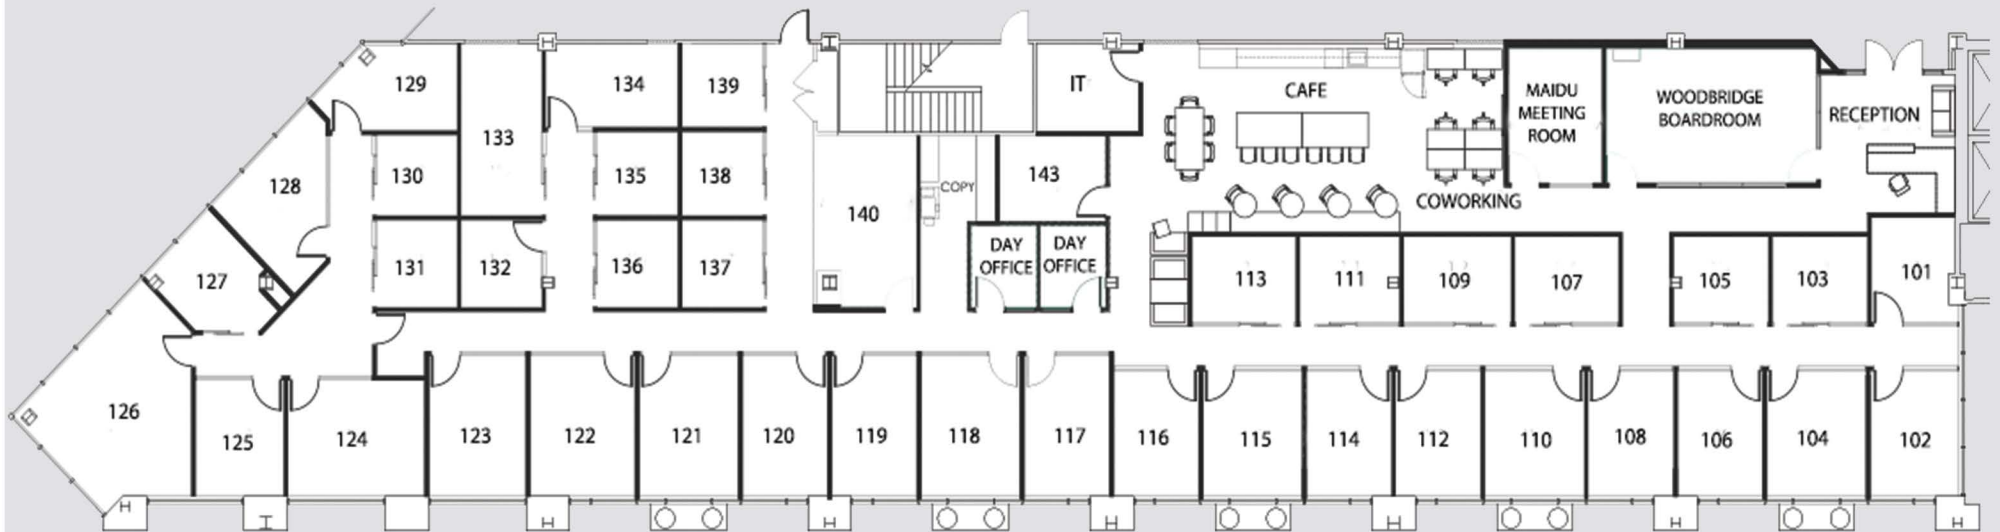 129
134
139
IT
CAFE
MAIDU
MEETING
ROOM
WOODBRIDGE
BOARDROOM
RECEPTION
133
128
130
135
138
143
COPY
140
COWORKING
127
131
132
136
137
DAY
OFFICE
DAY
OFFICE
113
111
109
107
105
103
101
126
125
124
123
122
121
120
119
118
117
116
115
114
112
110
108
106
104
102